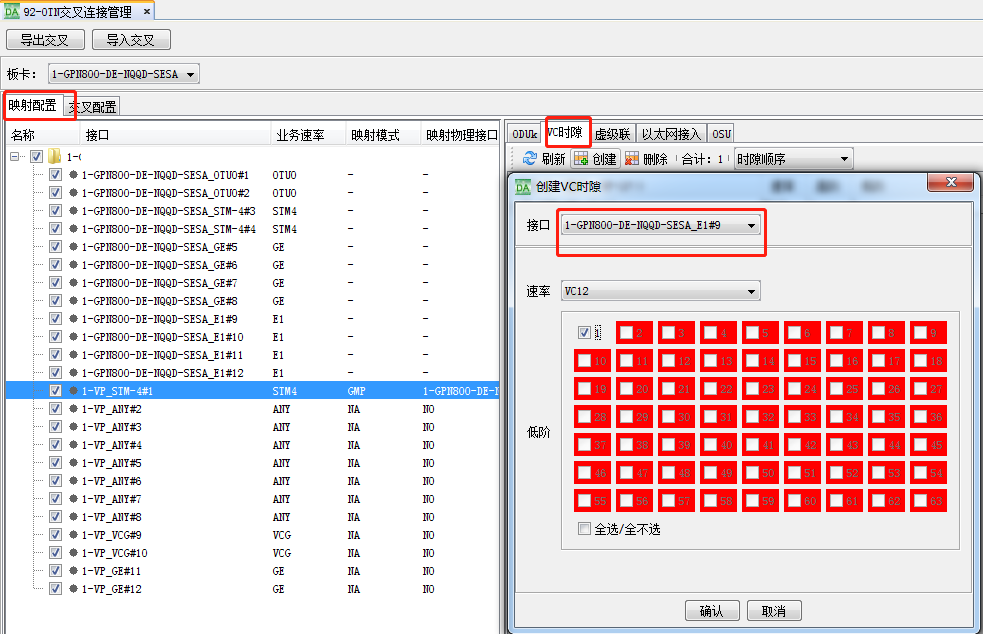 DA 92-OTN交叉连接管理 ×
导出交叉 导入交叉
板卡： 1-GPN800-DE-NQQD-SESA
映射配置 交叉配置
名称 接口 业务速率 映射模式 映射物理接口
1-(
1-GPN800-DE-NQQD-SESA_OTU0#1 OTU0 - -
1-GPN800-DE-NQQD-SESA_OTU0#2 OTU0 - -
1-GPN800-DE-NQQD-SESA_STM-4#3 STM4 - -
1-GPN800-DE-NQQD-SESA_STM-4#4 STM4 - -
1-GPN800-DE-NQQD-SESA_GE#5 GE - -
1-GPN800-DE-NQQD-SESA_GE#6 GE - -
1-GPN800-DE-NQQD-SESA_GE#7 GE - -
1-GPN800-DE-NQQD-SESA_GE#8 GE - -
1-GPN800-DE-NQQD-SESA_E1#9 E1 - -
1-GPN800-DE-NQQD-SESA_E1#10 E1 - -
1-GPN800-DE-NQQD-SESA_E1#11 E1 - -
1-GPN800-DE-NQQD-SESA_E1#12 E1 - -
1-VP_STM-4#1 STM4 GMP 1-GPN800-DE-N
1-VP_ANY#2 ANY NA NO
1-VP_ANY#3 ANY NA NO
1-VP_ANY#4 ANY NA NO
1-VP_ANY#5 ANY NA NO
1-VP_ANY#6 ANY NA NO
1-VP_ANY#7 ANY NA NO
1-VP_ANY#8 ANY NA NO
1-VP_VCG#9 VCG NA NO
1-VP_VCG#10 VCG NA NO
1-VP_GE#11 GE NA NO
1-VP_GE#12 GE NA NO
ODUk VC时隙 虚级联 以太网接入 OSU
刷新 创建 删除 合计：1 时隙顺序
DA 创建VC时隙
接口 1-GPN800-DE-NQQD-SESA_E1#9
速率 VC12
低阶
1 2 3 4 5 6 7 8 9
10 11 12 13 14 15 16 17 18
19 20 21 22 23 24 25 26 27
28 29 30 31 32 33 34 35 36
37 38 39 40 41 42 43 44 45
46 47 48 49 50 51 52 53 54
55 56 57 58 59 60 61 62 63
全选/全不选
确认 取消